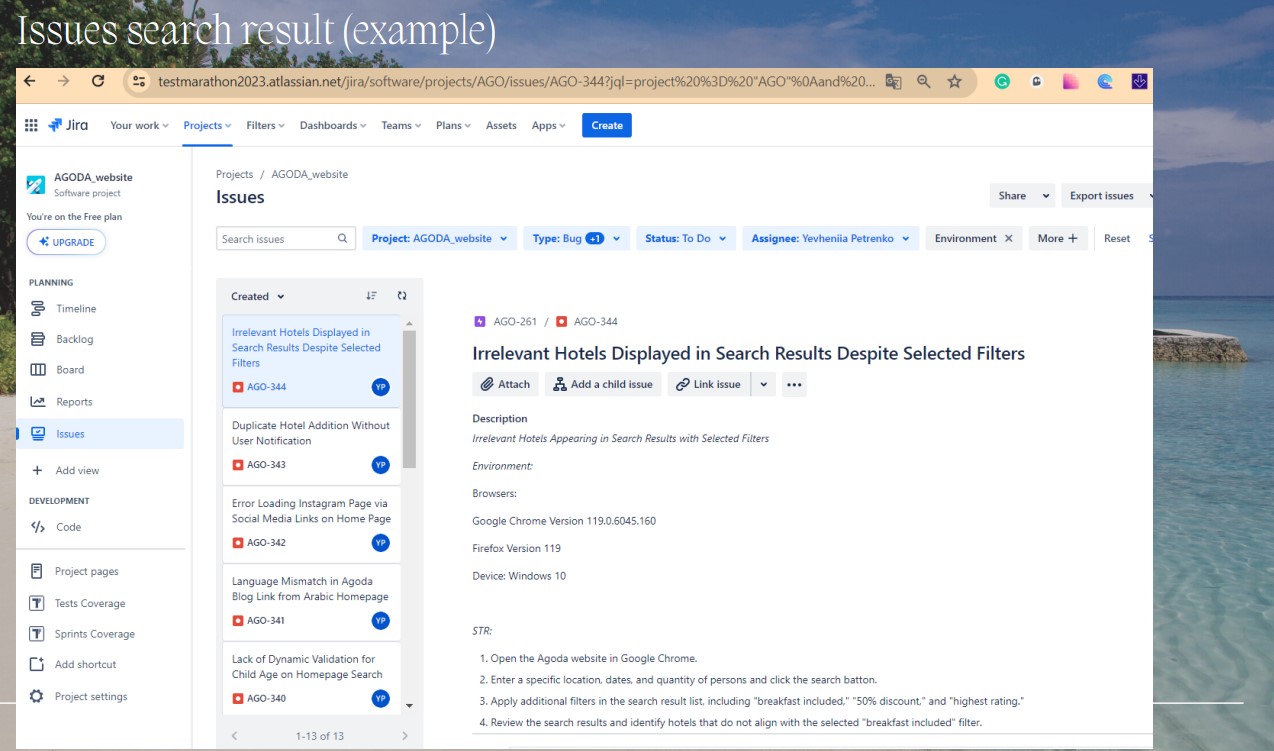 Issues search result (example)
testmarathon2023.atlassian.net/jira/software/projects/AGO/issues/AGO-344?jql=project%20%3D%20"AGO"%0Aand%20...
Jira
Your work
Projects
Filters
Dashboards
Teams
Plans
Assets
Apps
Create
AGODA_website
Software project
You're on the Free plan
UPGRADE
PLANNING
Timeline
Backlog
Board
Reports
Issues
Add view
DEVELOPMENT
Code
Project pages
Tests Coverage
Sprints Coverage
Add shortcut
Project settings
Projects / AGODA_website
Issues
Share
Export issues
Search issues
Project: AGODA_website
Type: Bug +1
Status: To Do
Assignee: Yevheniia Petrenko
Environment
More
Reset
Created
Irrelevant Hotels Displayed in
Search Results Despite Selected
Filters
AGO-344
YP
Duplicate Hotel Addition Without
User Notification
AGO-343
YP
Error Loading Instagram Page via
Social Media Links on Home Page
AGO-342
YP
Language Mismatch in Agoda
Blog Link from Arabic Homepage
AGO-341
YP
Lack of Dynamic Validation for
Child Age on Homepage Search
AGO-340
YP
1-13 of 13
AGO-261 / AGO-344
Irrelevant Hotels Displayed in Search Results Despite Selected Filters
Attach
Add a child issue
Link issue
Description
Irrelevant Hotels Appearing in Search Results with Selected Filters
Environment:
Browsers:
Google Chrome Version 119.0.6045.160
Firefox Version 119
Device: Windows 10
STR:
1. Open the Agoda website in Google Chrome.
2. Enter a specific location, dates, and quantity of persons and click the search batton.
3. Apply additional filters in the search result list, including "breakfast included," "50% discount," and "highest rating."
4. Review the search results and identify hotels that do not align with the selected "breakfast included" filter.